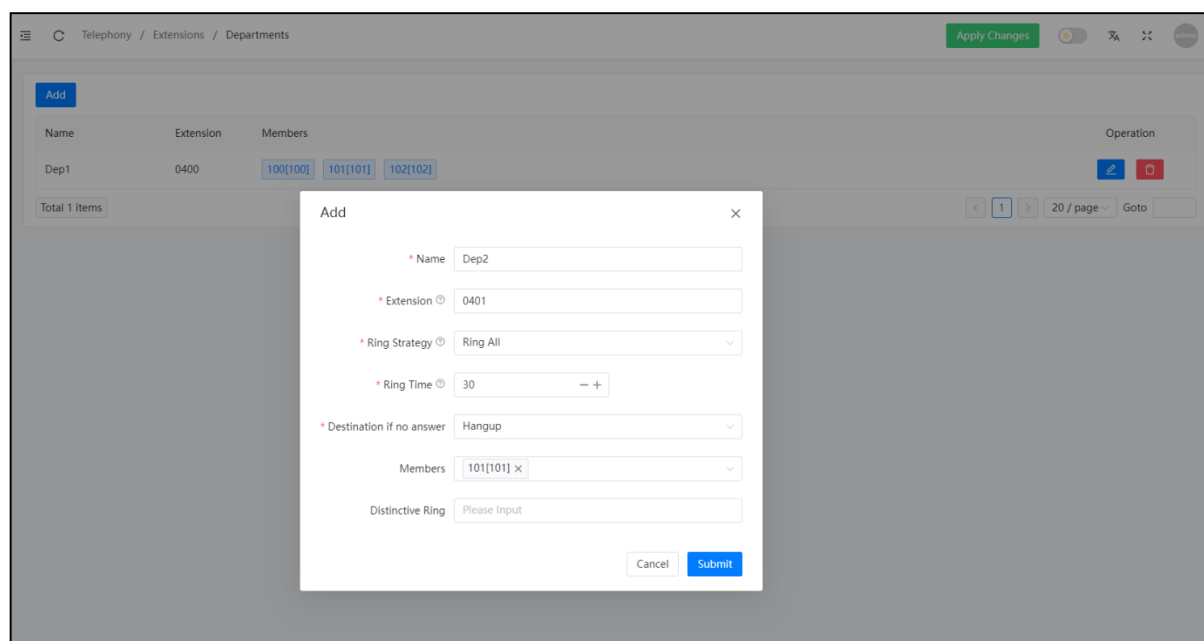 Telephony / Extensions / Departments
Apply Changes
admin
Add
Name Extension Members Operation
Dep1 0400 100[100] 101[101] 102[102]
Total 1 items
1 20 / page Goto
Add
* Name Dep2
* Extension 0401
* Ring Strategy Ring All
* Ring Time 30
* Destination if no answer Hangup
Members 101[101] ×
Distinctive Ring Please Input
Cancel Submit